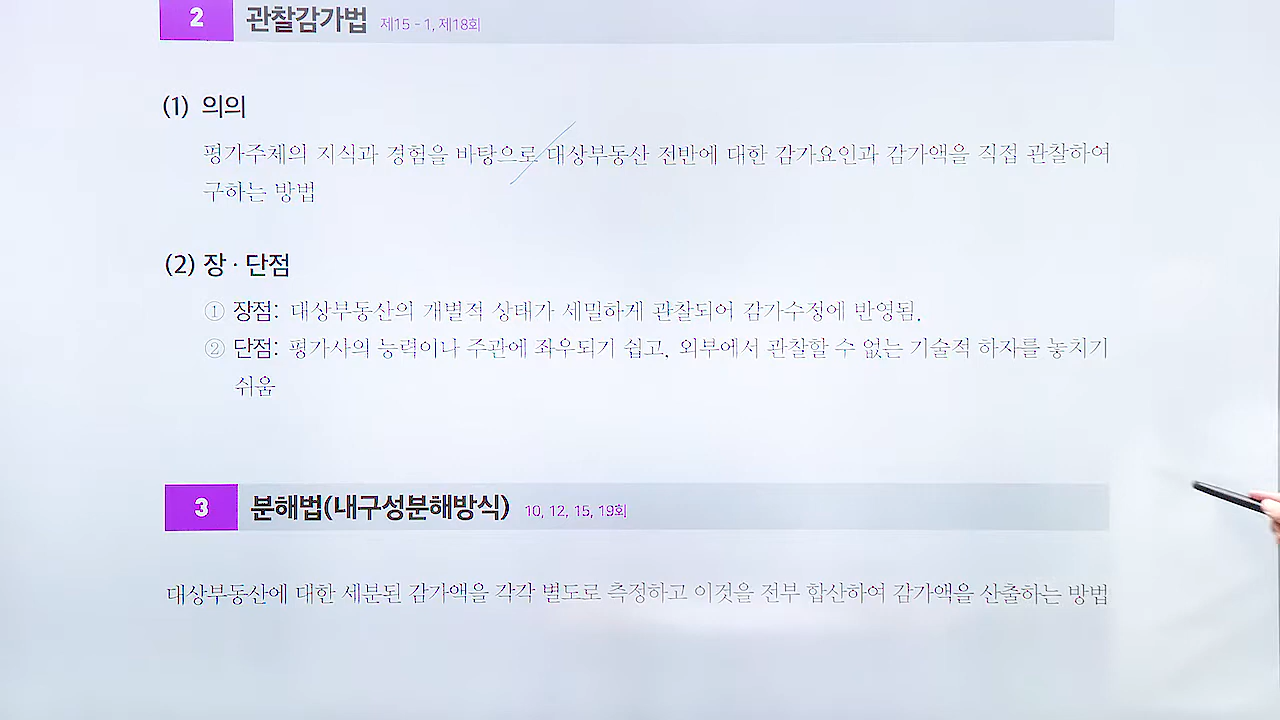 2 관찰감가법 제15 - 1, 제18회
(1) 의의
평가주체의 지식과 경험을 바탕으로 대상부동산 전반에 대한 감가요인과 감가액을 직접 관찰하여
구하는 방법
(2) 장 · 단점
① 장점: 대상부동산의 개별적 상태가 세밀하게 관찰되어 감가수정에 반영됨.
② 단점: 평가사의 능력이나 주관에 좌우되기 쉽고, 외부에서 관찰할 수 없는 기술적 하자를 놓치기
쉬움
3 분해법(내구성분해방식) 10, 12, 15, 19회
대상부동산에 대한 세분된 감가액을 각각 별도로 측정하고 이것을 전부 합산하여 감가액을 산출하는 방법